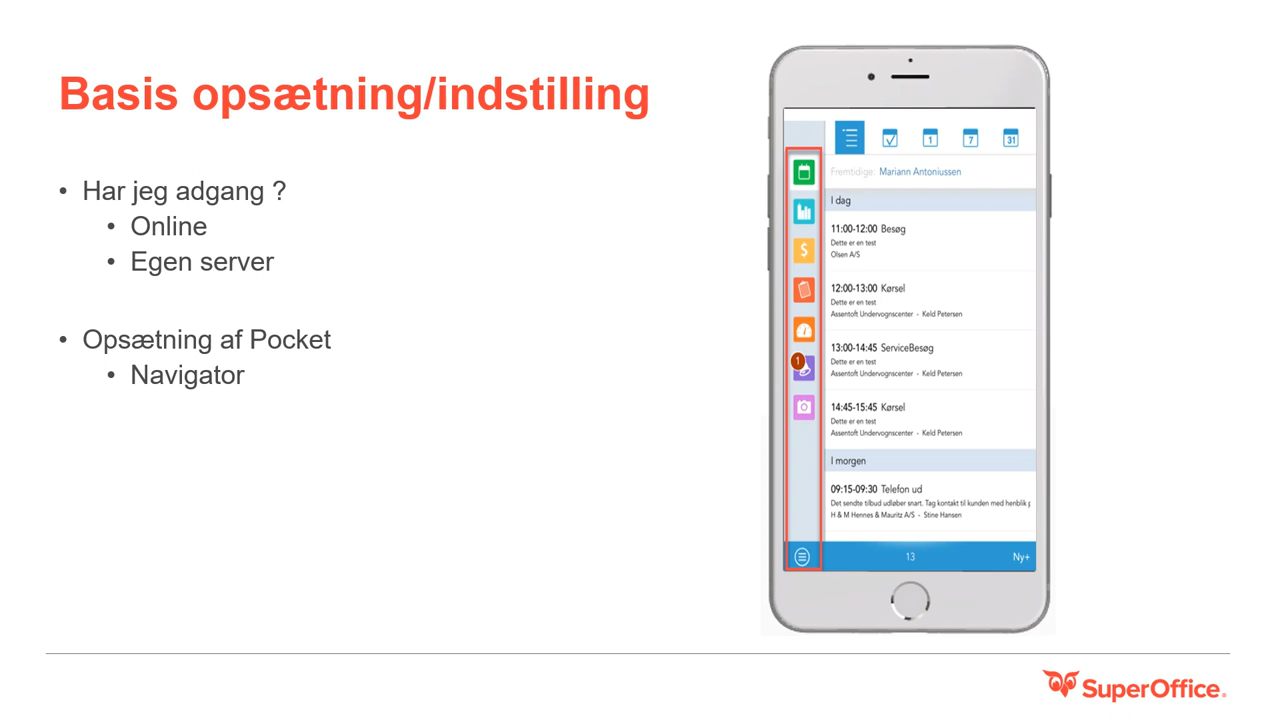 Basis opsætning/indstilling
• Har jeg adgang ?
• Online
• Egen server
• Opsætning af Pocket
• Navigator
1
7
31
Fremtidige: Mariann Antoniussen
I dag
11:00-12:00 Besøg
Dette er en test
Olsen A/S
12:00-13:00 Kørsel
Dette er en test
Assentoft Undervognscenter - Keld Petersen
13:00-14:45 ServiceBesøg
Dette er en test
Assentoft Undervognscenter - Keld Petersen
14:45-15:45 Kørsel
Dette er en test
Assentoft Undervognscenter - Keld Petersen
I morgen
09:15-09:30 Telefon ud
Det sendte tilbud udløber snart. Tag kontakt til kunden med henblik p
H & M Hennes & Mauritz A/S - Stine Hansen
$
1
13
Ny+
SuperOffice.